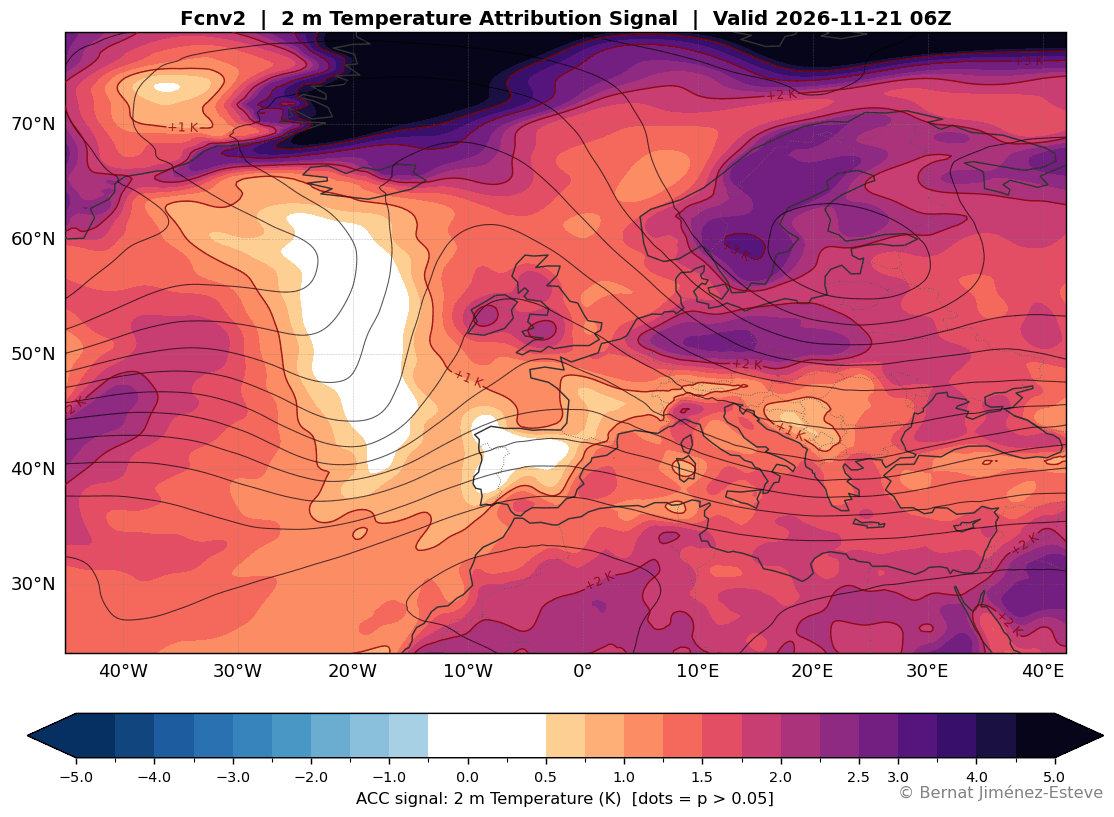 Fcnv2 | 2 m Temperature Attribution Signal | Valid 2026-11-21 06Z
+3 K
+2 K
+1 K
70°N
60°N
+3 K
50°N
+2 K
+1 K
2 K
+1 K
40°N
+2 K
+2 K
30°N
+2 K
40°W 30°W 20°W 10°W 0° 10°E 20°E 30°E 40°E
−5.0 −4.0 −3.0 −2.0 −1.0 0.0 0.5 1.0 1.5 2.0 2.5 3.0 4.0 5.0
ACC signal: 2 m Temperature (K) [dots = p > 0.05]
© Bernat Jiménez-Esteve